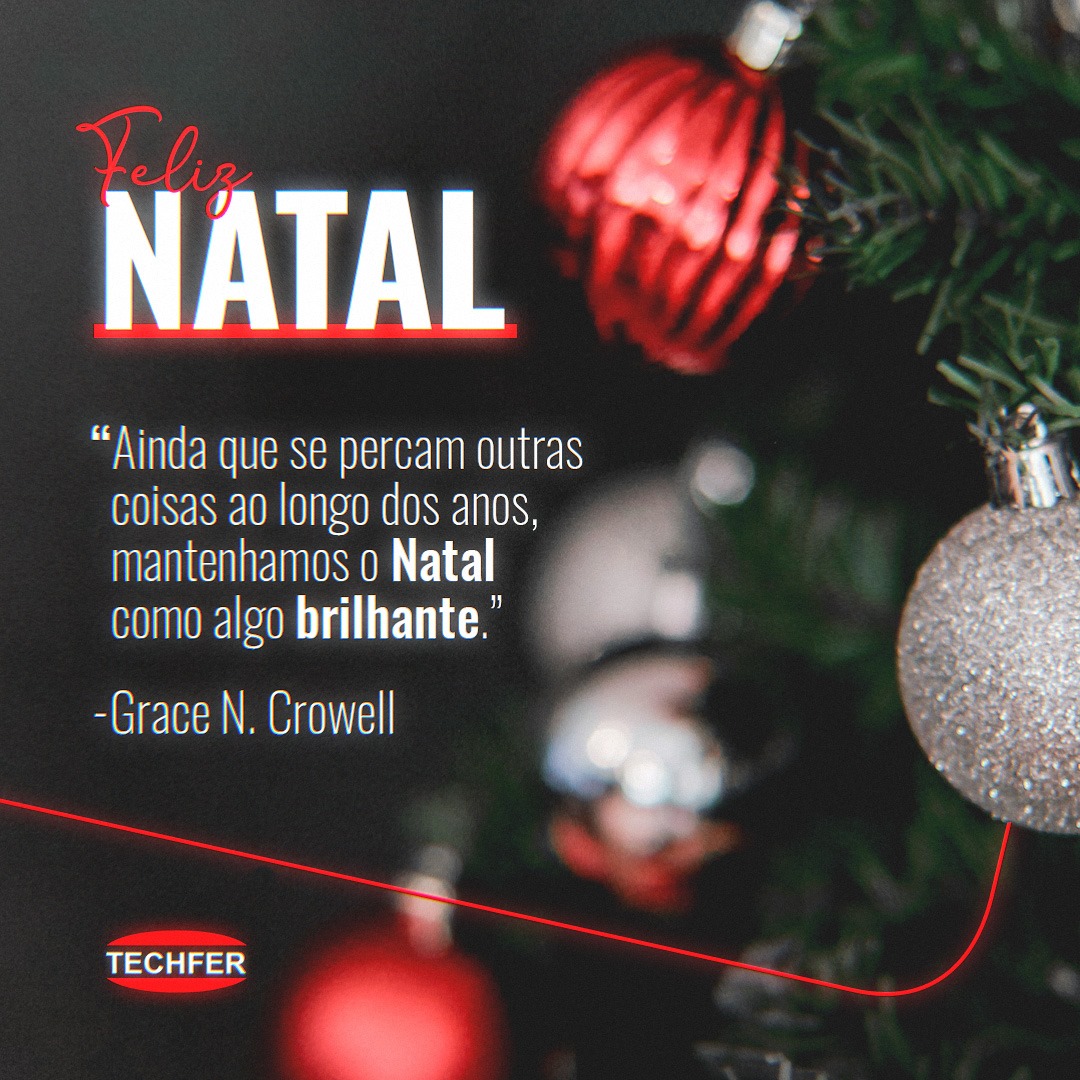 Feliz
NATAL
“Ainda que se percam outras
coisas ao longo dos anos,
mantenhamos o Natal
como algo brilhante.”
-Grace N. Crowell
TECHFER